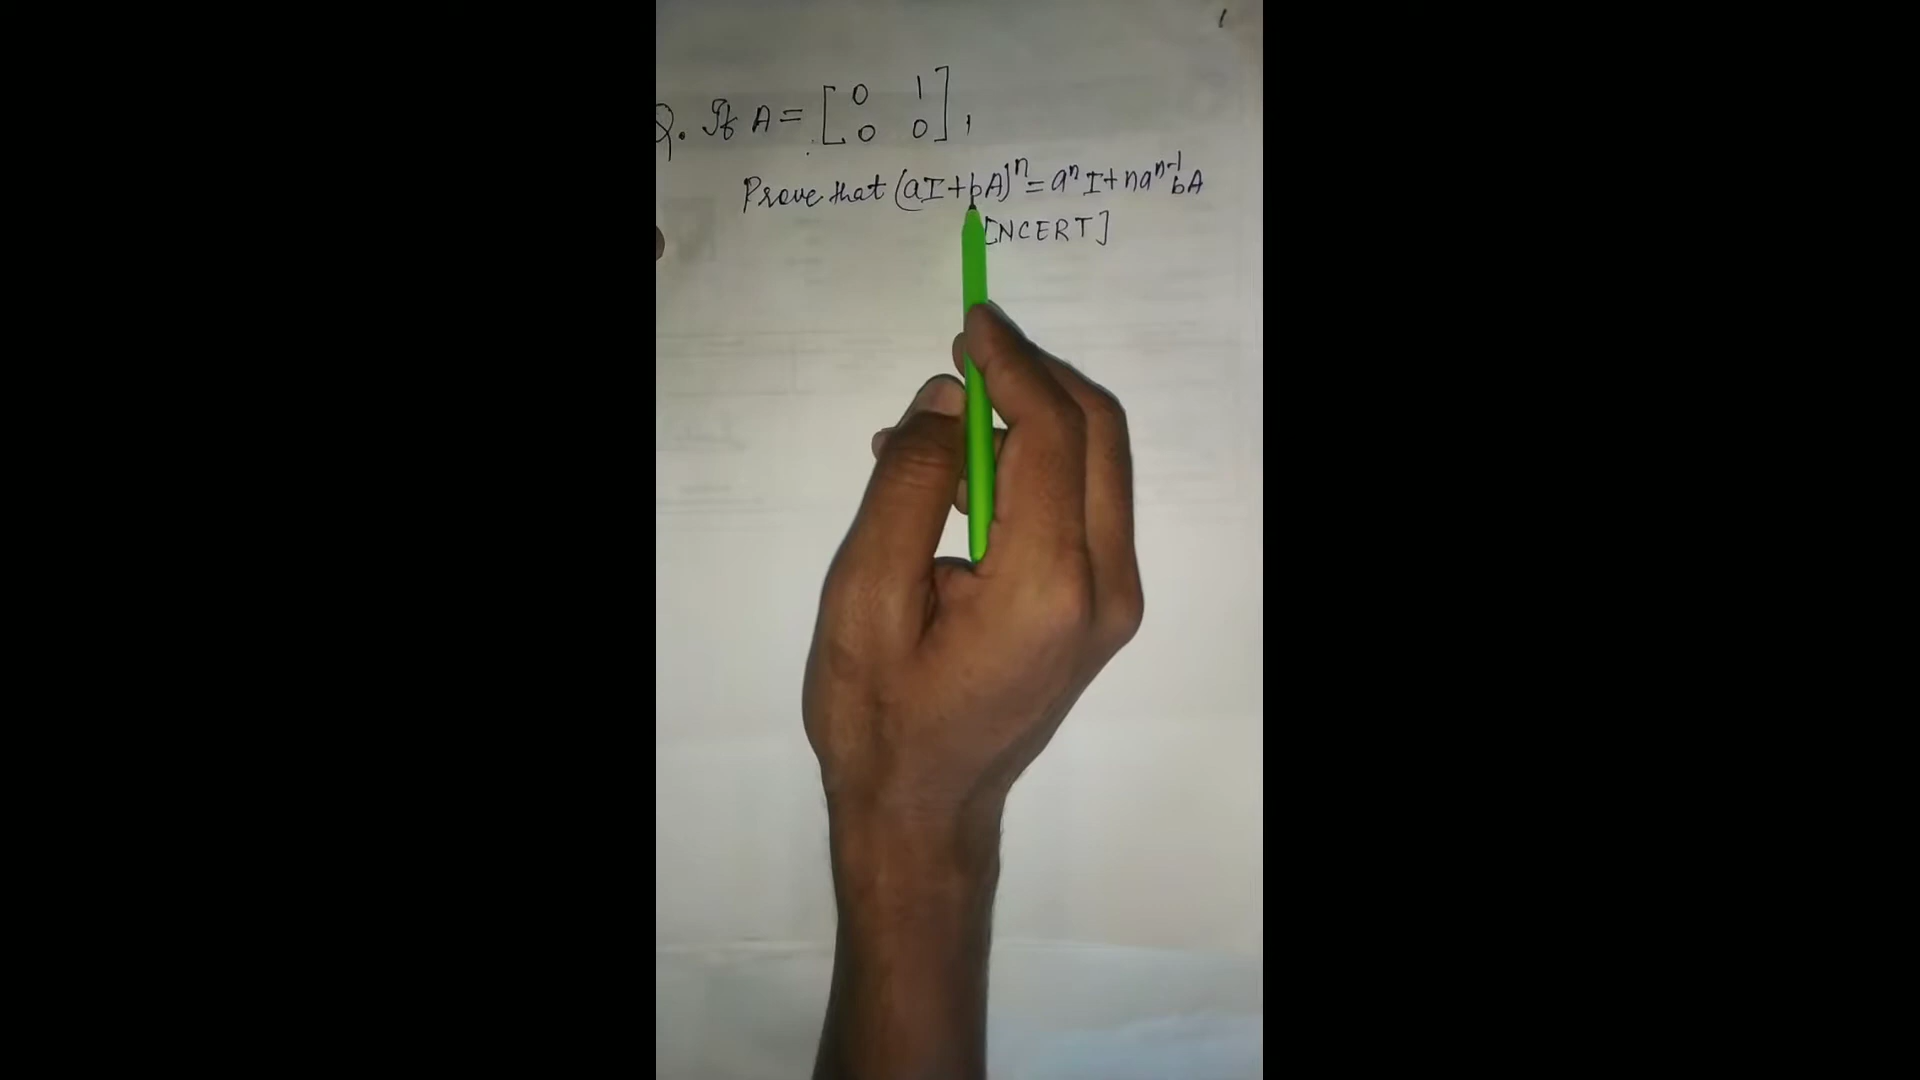 Q. If A = [0 1
0 0],
Prove that (aI+bA)^n = a^n I + na^{n-1} bA
[NCERT]